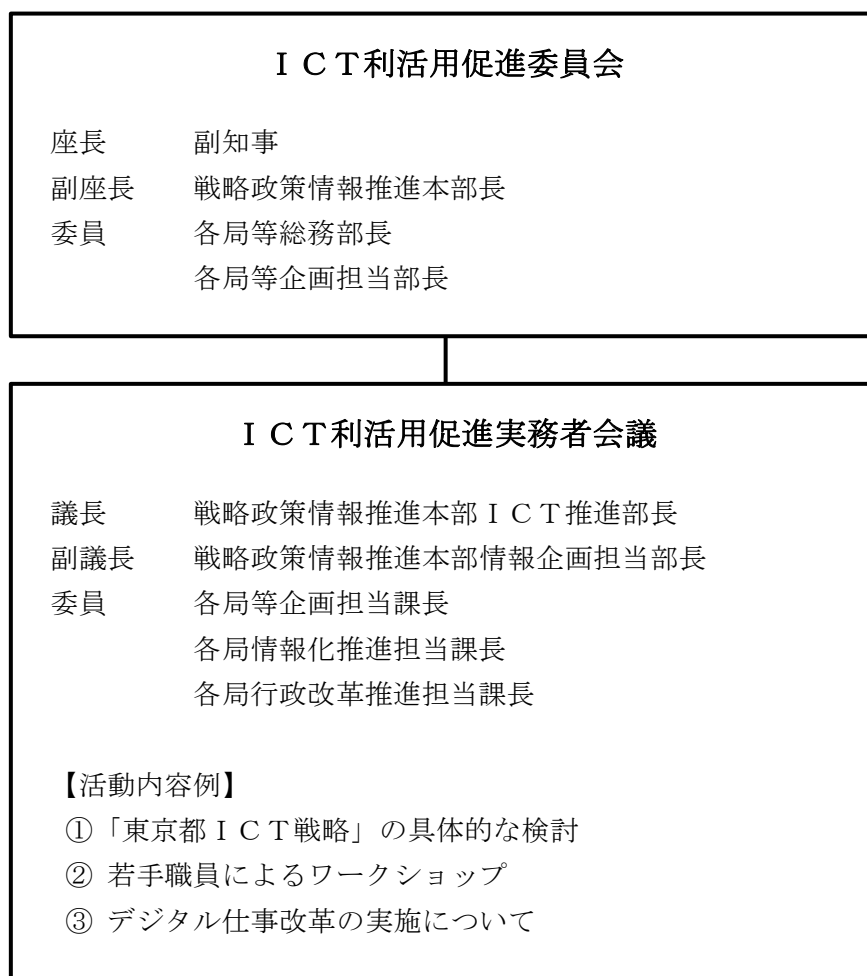 ＩＣＴ利活用促進委員会
座長　　副知事
副座長　戦略政策情報推進本部長
委員　　各局等総務部長
各局等企画担当部長
ＩＣＴ利活用促進実務者会議
議長　　戦略政策情報推進本部ＩＣＴ推進部長
副議長　戦略政策情報推進本部情報企画担当部長
委員　　各局等企画担当課長
各局情報化推進担当課長
各局行政改革推進担当課長
【活動内容例】
①「東京都ＩＣＴ戦略」の具体的な検討
② 若手職員によるワークショップ
③ デジタル仕事改革の実施について